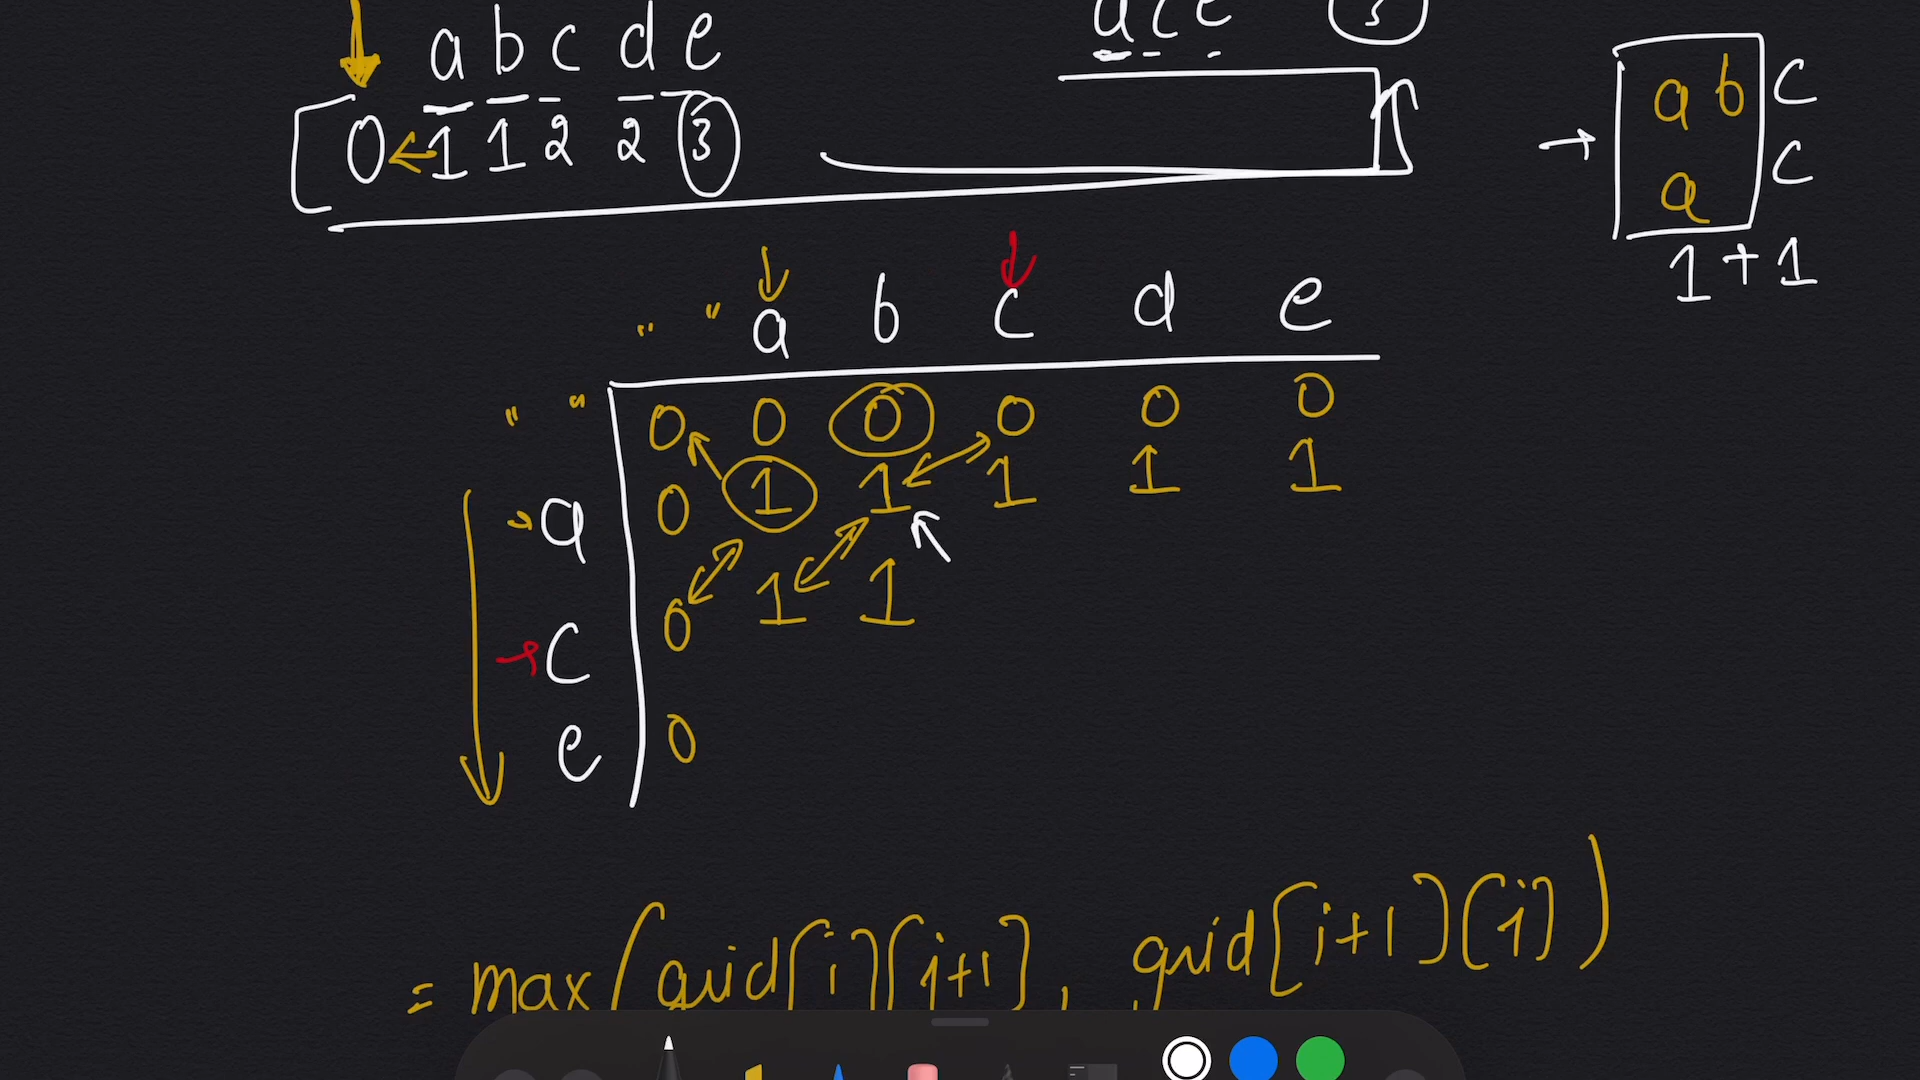 a b c d e
a c e 3
[ 0 1 1 2 2 3
a b c
a c
1 + 1
" " a b c d e
" " 0 0 0 0 0 0
a 0 1 1 1 1 1
c 0 1 1
e 0
= max ( grid[i][j+1] , grid[i+1][j] )